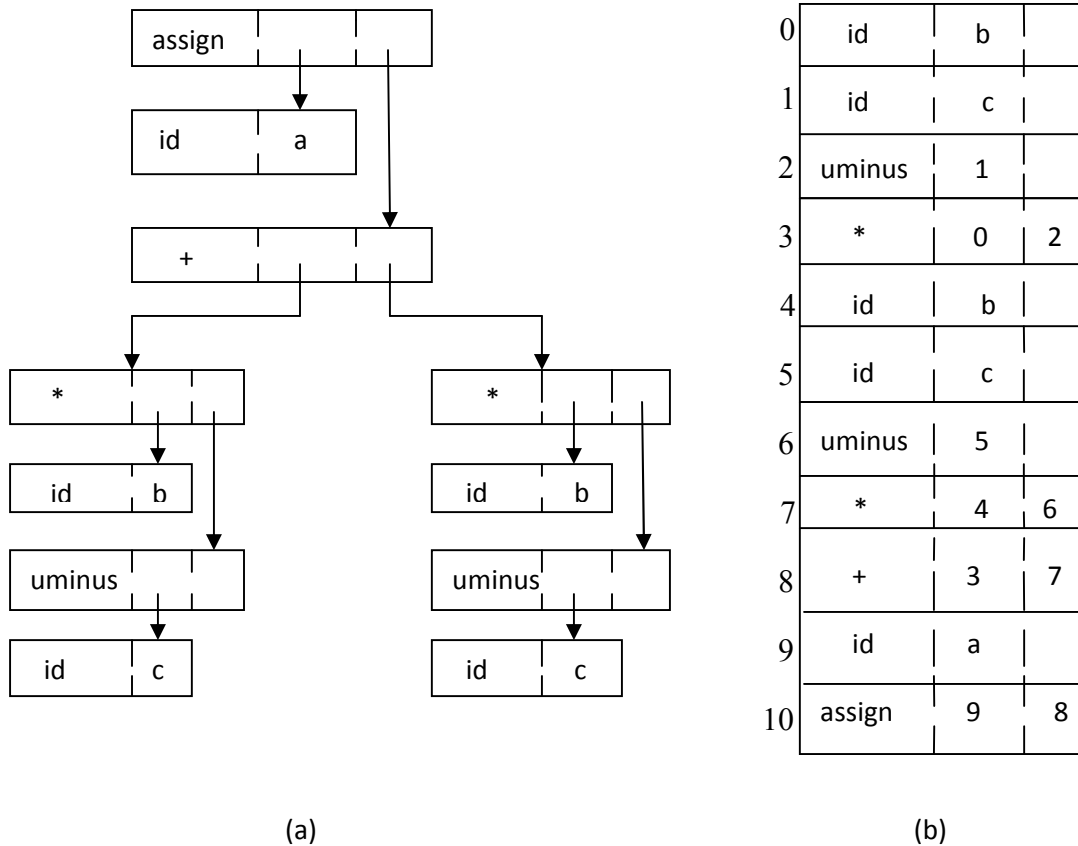 assign
id a
+
* *
id b id b
uminus uminus
id c id c
(a)
0 id b
1 id c
2 uminus 1
3 * 0 2
4 id b
5 id c
6 uminus 5
7 * 4 6
8 + 3 7
9 id a
10 assign 9 8
(b)